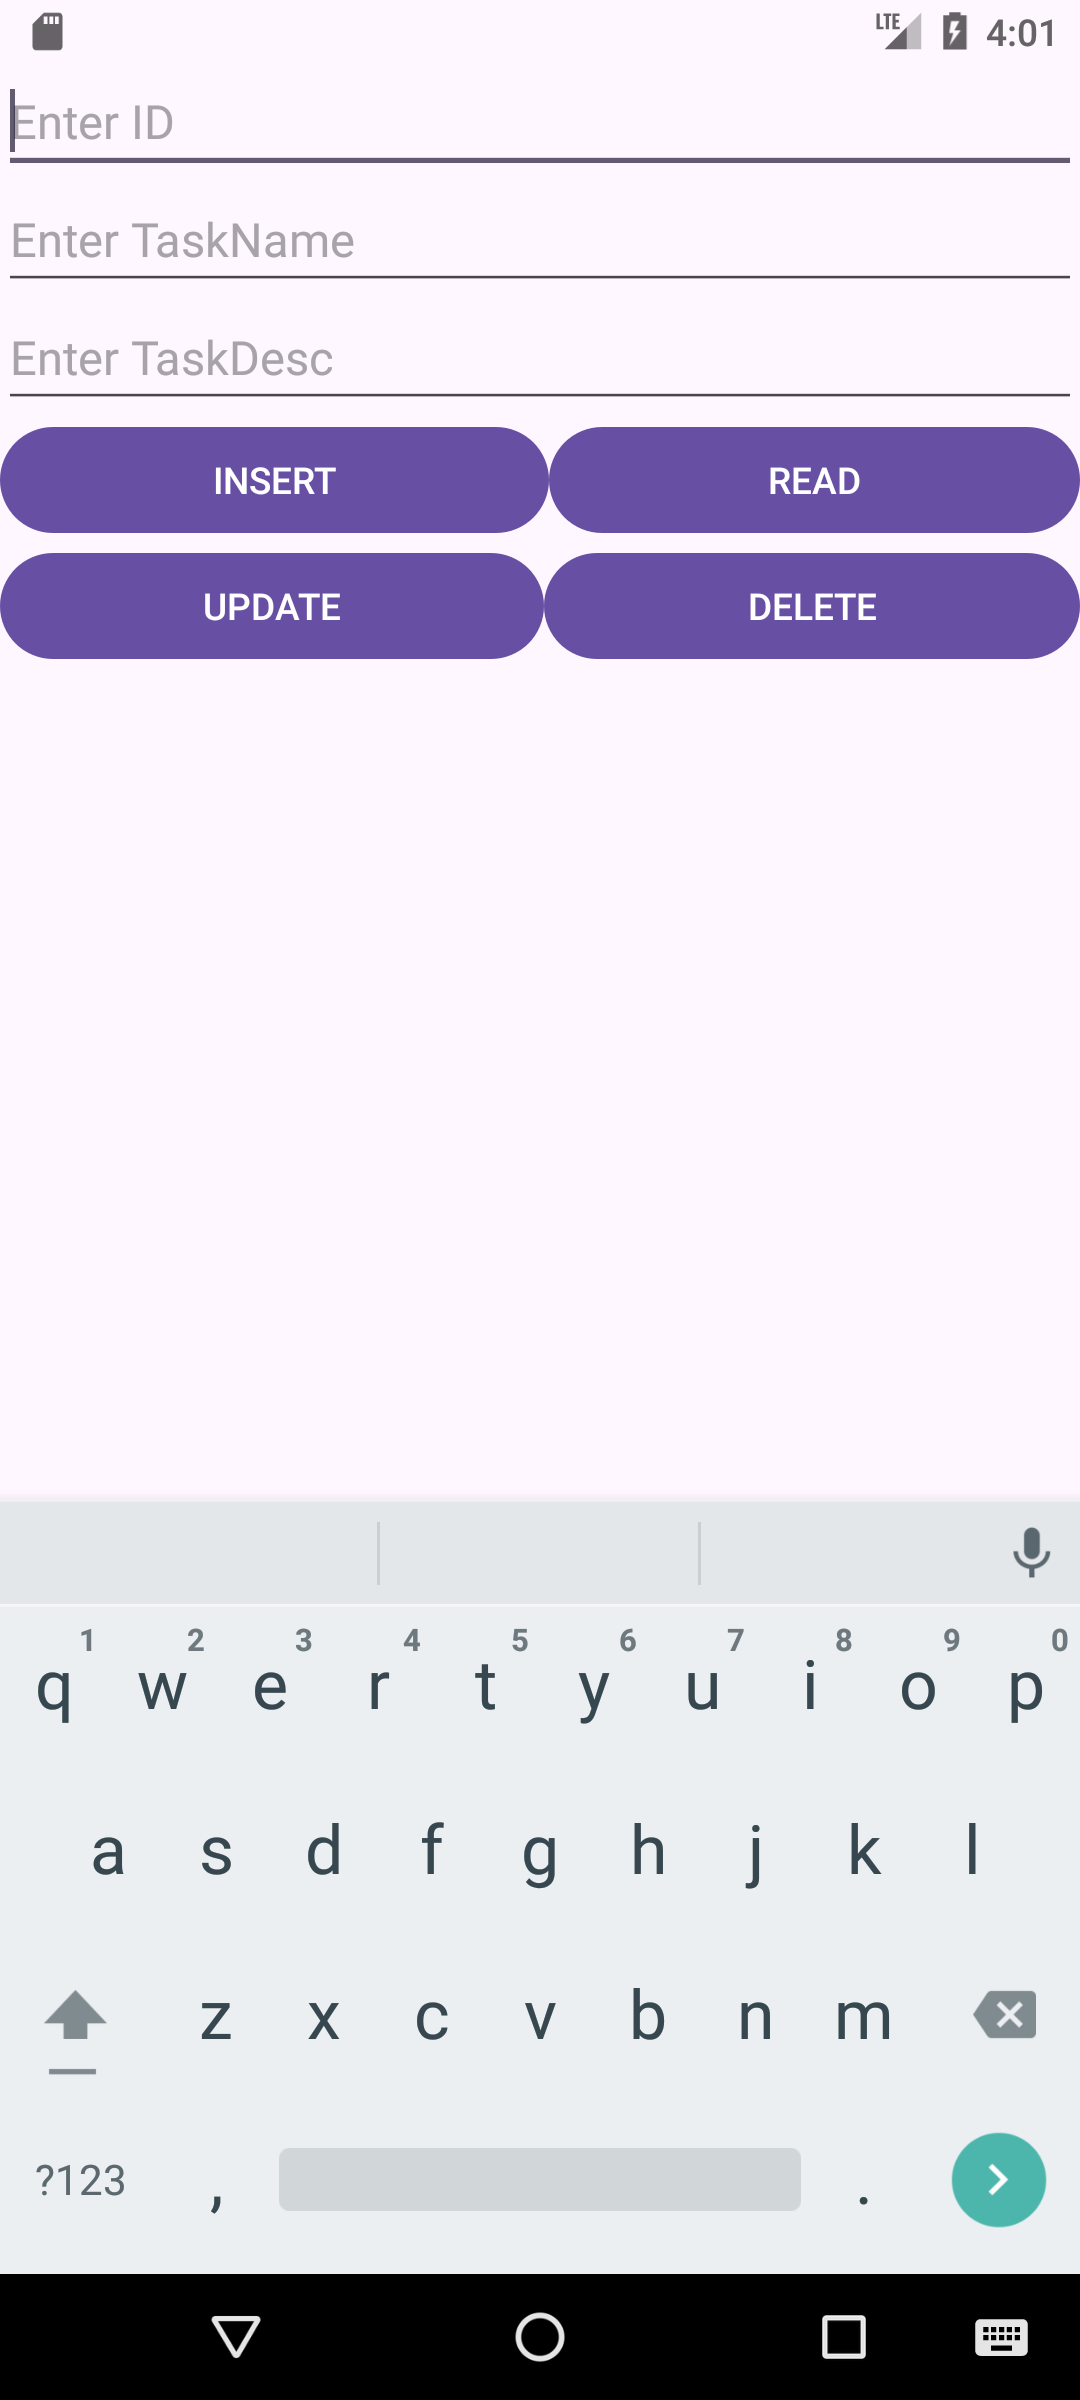 LTE 4:01
Enter ID
Enter TaskName
Enter TaskDesc
INSERT READ
UPDATE DELETE
1 2 3 4 5 6 7 8 9 0
q w e r t y u i o p
a s d f g h j k l
z x c v b n m
?123 , .